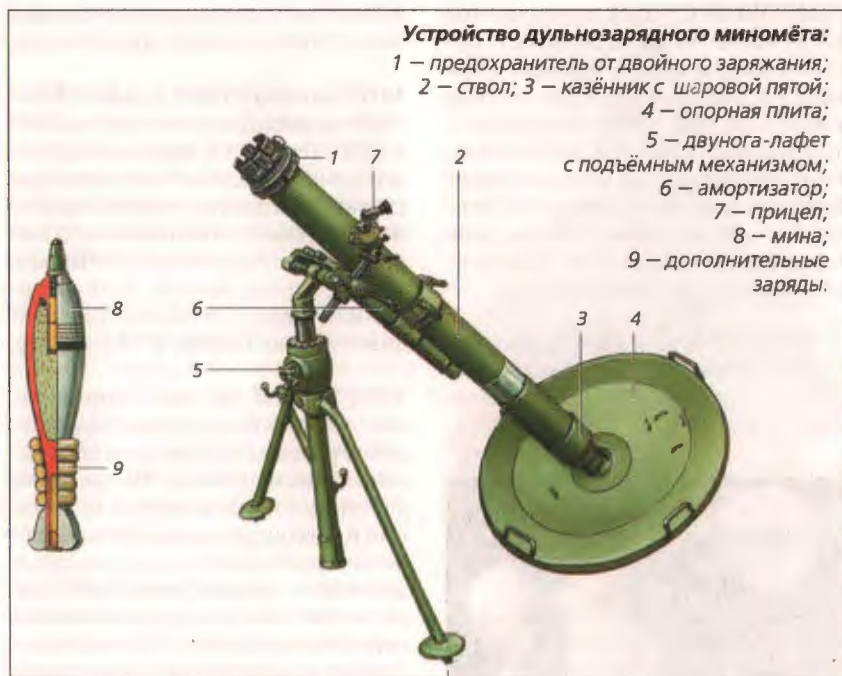 Устройство дульнозарядного миномёта:
1 — предохранитель от двойного заряжания;
2 — ствол; 3 — казённик с шаровой пятой;
4 — опорная плита;
5 — двунога-лафет
с подъёмным механизмом;
6 — амортизатор;
7 — прицел;
8 — мина;
9 — дополнительные
заряды.
1
7
2
8
6
3
4
5
9